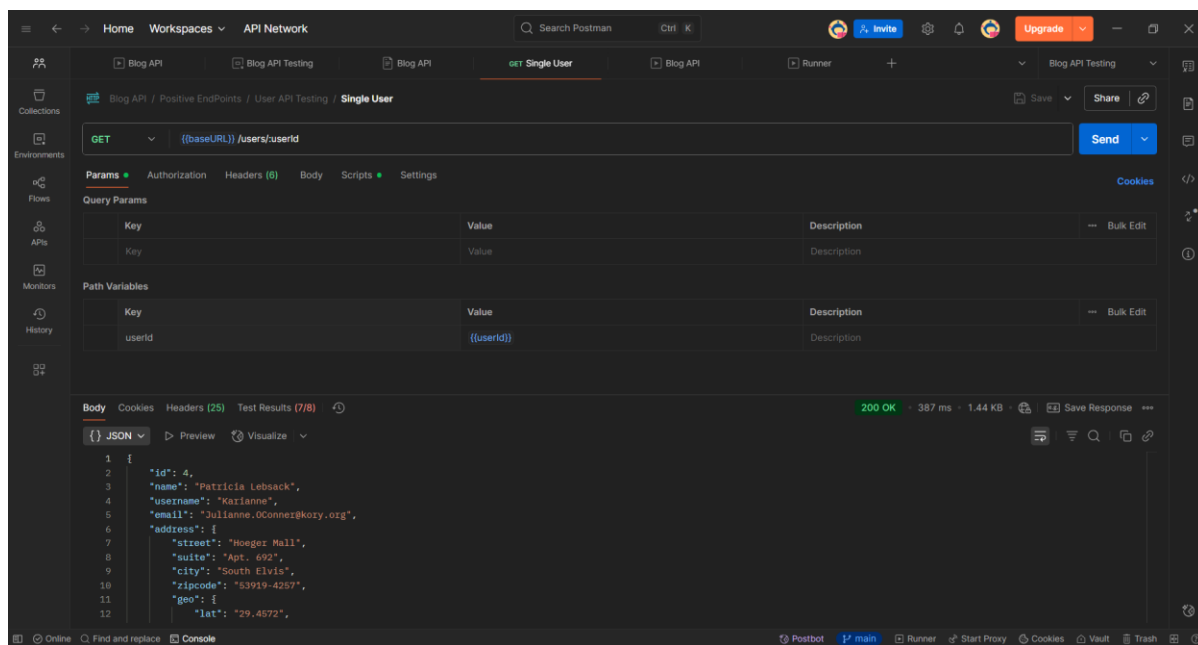 Home Workspaces API Network Search Postman Ctrl K Invite Upgrade
Blog API Blog API Testing Blog API GET Single User Blog API Runner Blog API Testing
Collections
Environments
Flows
APIs
Monitors
History
Blog API / Positive EndPoints / User API Testing / Single User Save Share
GET {{baseURL}} /users/:userId Send
Params Authorization Headers (6) Body Scripts Settings Cookies
Query Params
Key Value Description Bulk Edit
Key Value Description
Path Variables
Key Value Description Bulk Edit
userId {{userId}} Description
Body Cookies Headers (25) Test Results (7/8) 200 OK 387 ms 1.44 KB Save Response
{} JSON Preview Visualize
1 {
2 "id": 4,
3 "name": "Patricia Lebsack",
4 "username": "Karianne",
5 "email": "Julianne.OConner@kory.org",
6 "address": {
7 "street": "Hoeger Mall",
8 "suite": "Apt. 692",
9 "city": "South Elvis",
10 "zipcode": "53919-4257",
11 "geo": {
12 "lat": "29.4572",
Online Find and replace Console Postbot main Runner Start Proxy Cookies Vault Trash